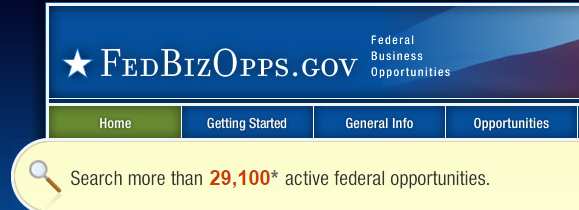 FedBizOpps.gov
Federal
Business
Opportunities
Home Getting Started General Info Opportunities
Search more than 29,100* active federal opportunities.